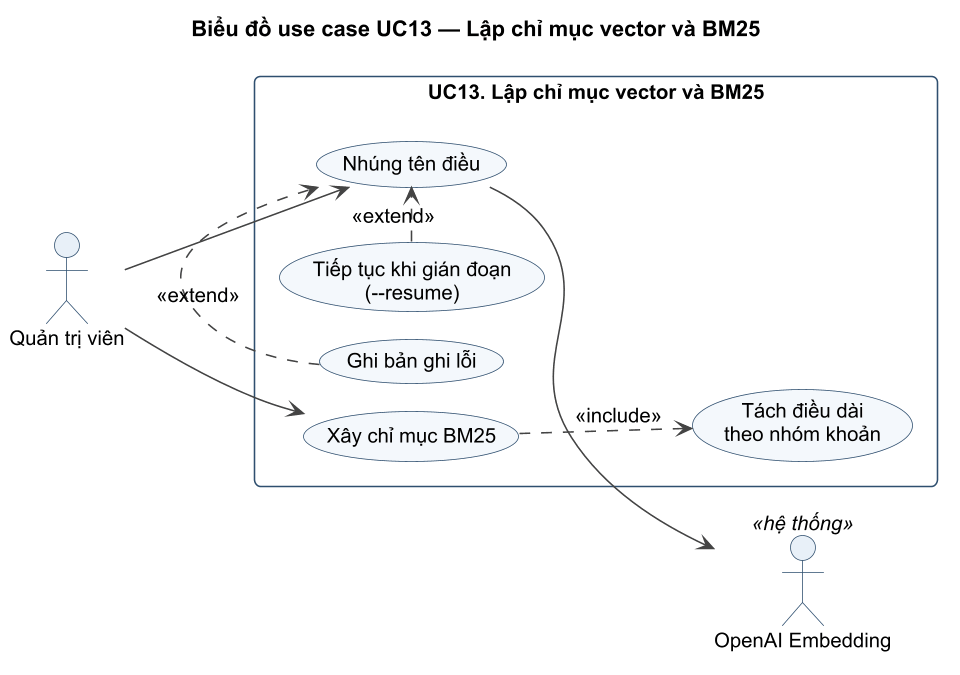 Biểu đồ use case UC13 — Lập chỉ mục vector và BM25
UC13. Lập chỉ mục vector và BM25
Nhúng tên điều
«extend»
Tiếp tục khi gián đoạn
(--resume)
«extend»
Quản trị viên
Ghi bản ghi lỗi
Xây chỉ mục BM25
«include»
Tách điều dài
theo nhóm khoản
«hệ thống»
OpenAI Embedding